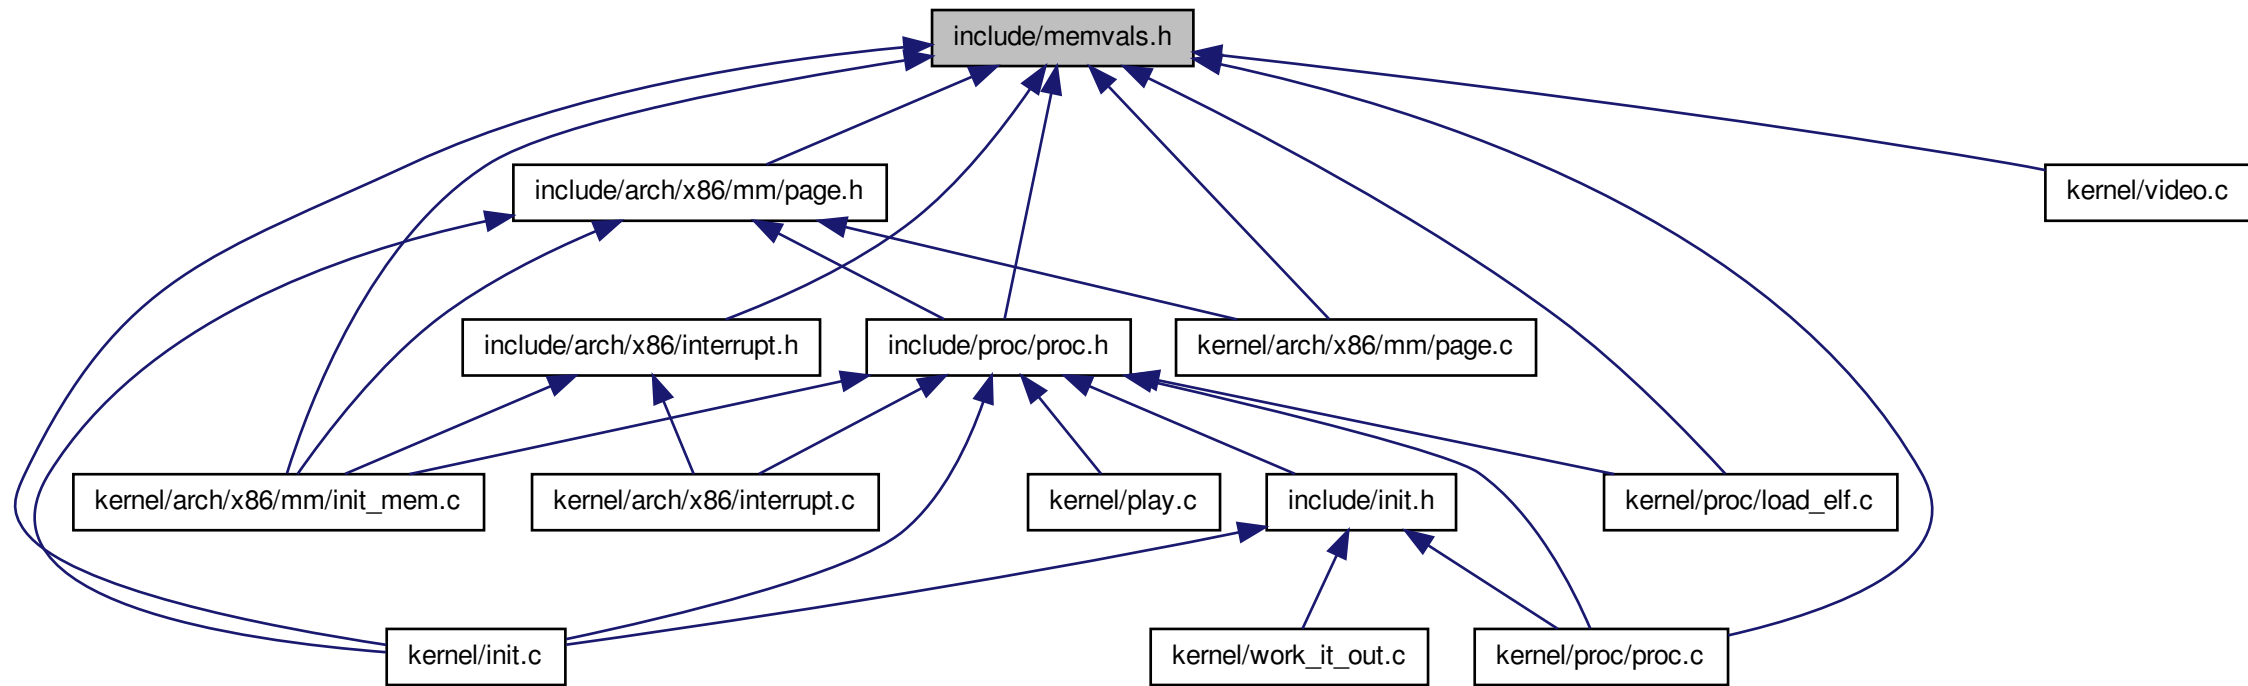 include/memvals.h
include/arch/x86/mm/page.h
kernel/video.c
include/arch/x86/interrupt.h
include/proc/proc.h
kernel/arch/x86/mm/page.c
kernel/arch/x86/mm/init_mem.c
kernel/arch/x86/interrupt.c
kernel/play.c
include/init.h
kernel/proc/load_elf.c
kernel/init.c
kernel/work_it_out.c
kernel/proc/proc.c